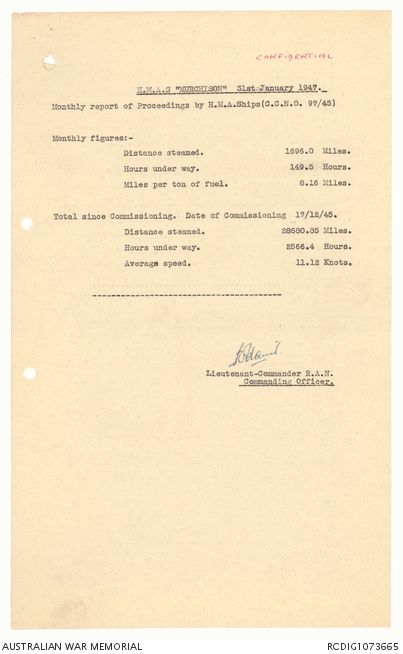 CONFIDENTIAL
H.M.A.S "MURCHISON"  31st January 1947.
Monthly report of Proceedings by H.M.A.Ships(C.C.N.O. 97/45)
Monthly figures:-
Distance steamed. 1696.0 Miles.
Hours under way. 149.5 Hours.
Miles per ton of fuel. 8.16 Miles.
Total since Commissioning. Date of Commissioning 17/12/45.
Distance steamed. 28680.85 Miles.
Hours under way. 2566.4 Hours.
Average speed. 11.12 Knots.
Lieutenant-Commander R.A.N.
Commanding Officer.
AUSTRALIAN WAR MEMORIAL RCDIG1073665